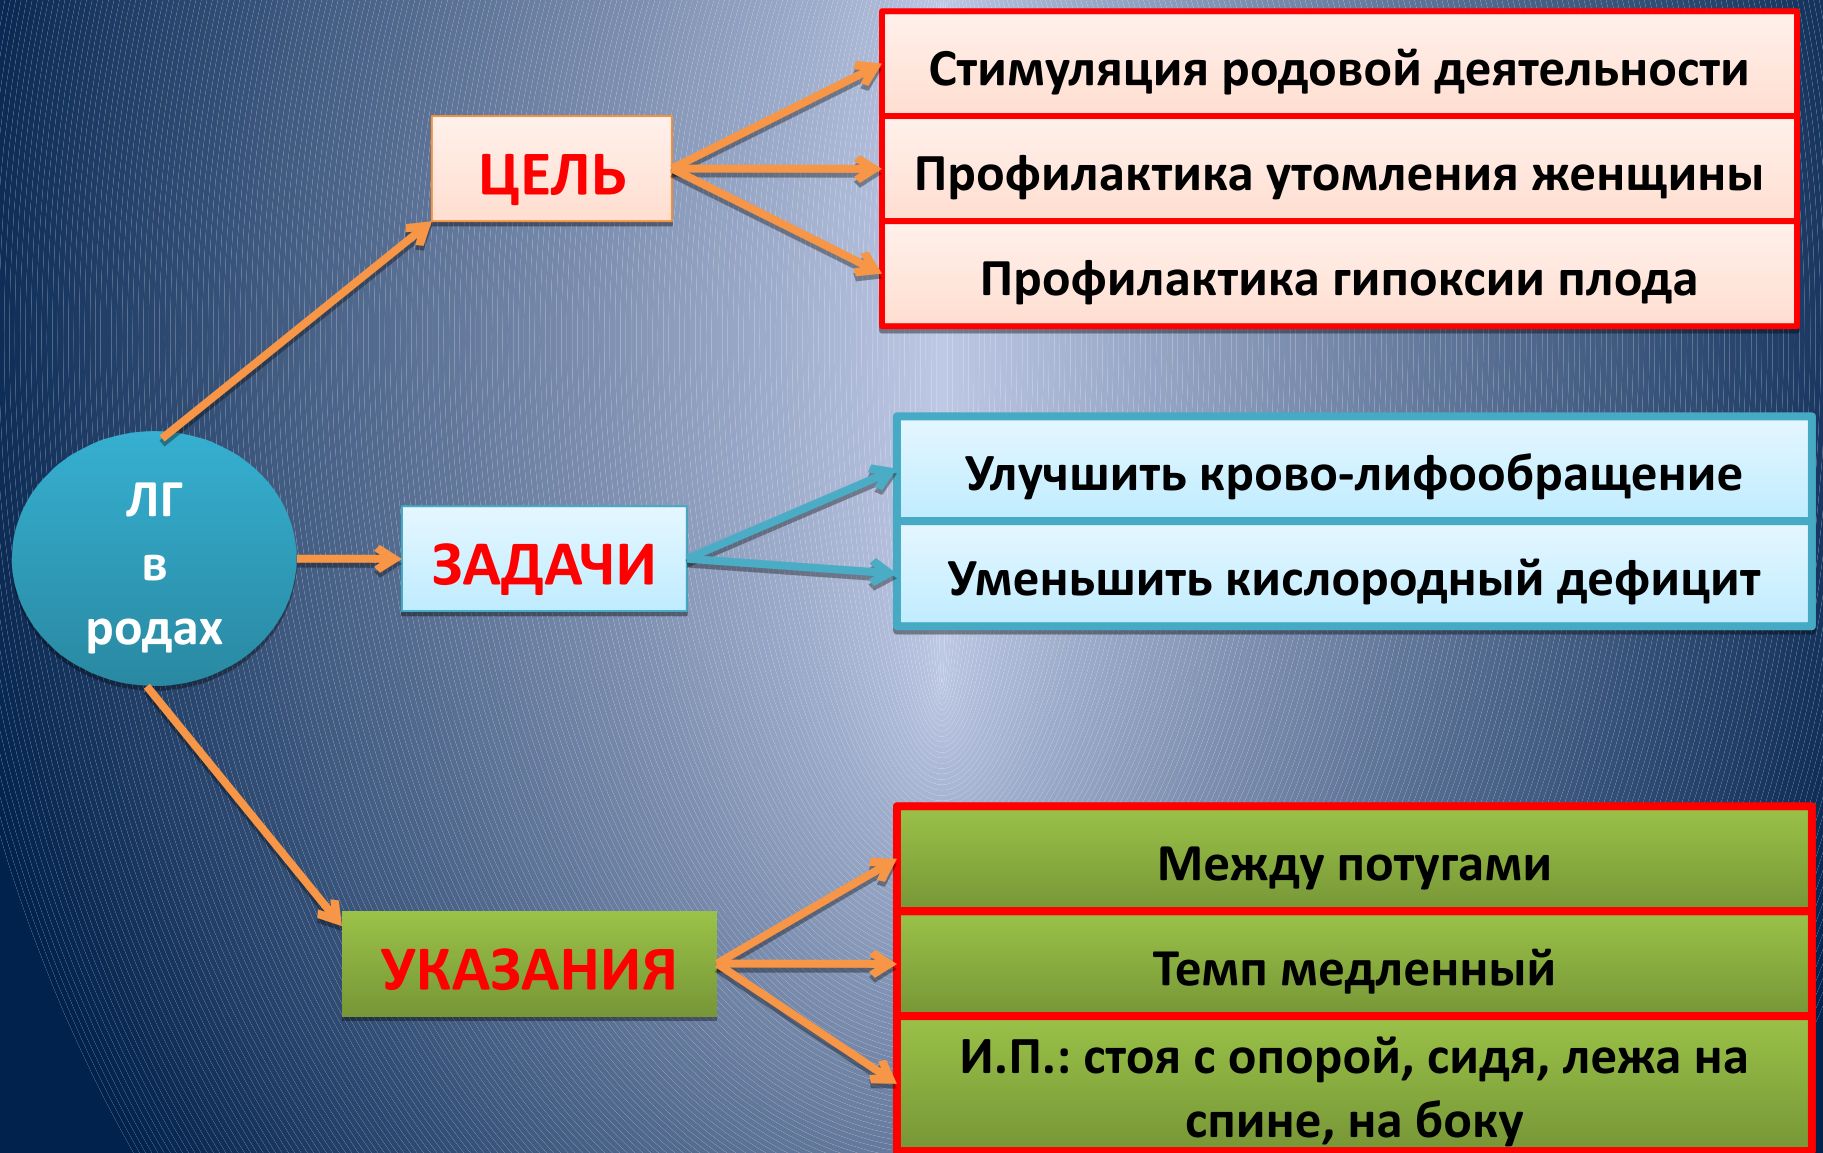 Стимуляция родовой деятельности
ЦЕЛЬ
Профилактика утомления женщины
Профилактика гипоксии плода
ЛГ
в
родах
ЗАДАЧИ
Улучшить крово-лифообращение
Уменьшить кислородный дефицит
УКАЗАНИЯ
Между потугами
Темп медленный
И.П.: стоя с опорой, сидя, лежа на
спине, на боку